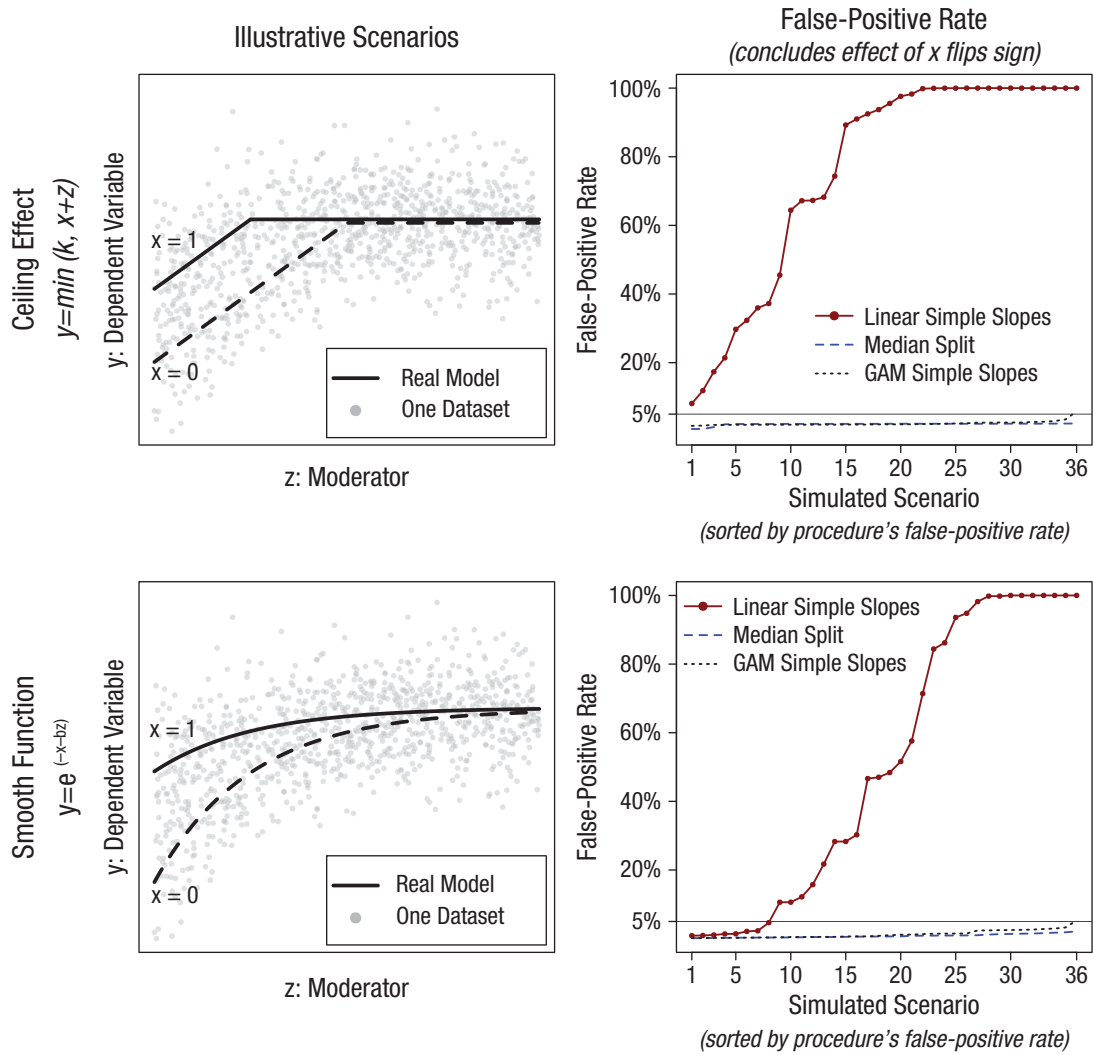 Illustrative Scenarios
False-Positive Rate
(concludes effect of x flips sign)
Ceiling Effect
y=min (k, x+z)
y: Dependent Variable
x = 1
x = 0
Real Model
One Dataset
z: Moderator
False-Positive Rate
100%
80%
60%
40%
20%
5%
Linear Simple Slopes
Median Split
GAM Simple Slopes
1 5 10 15 20 25 30 36
Simulated Scenario
(sorted by procedure's false-positive rate)
Smooth Function
y=e (–x–bz)
y: Dependent Variable
x = 1
x = 0
Real Model
One Dataset
z: Moderator
False-Positive Rate
100%
80%
60%
40%
20%
5%
Linear Simple Slopes
Median Split
GAM Simple Slopes
1 5 10 15 20 25 30 36
Simulated Scenario
(sorted by procedure's false-positive rate)